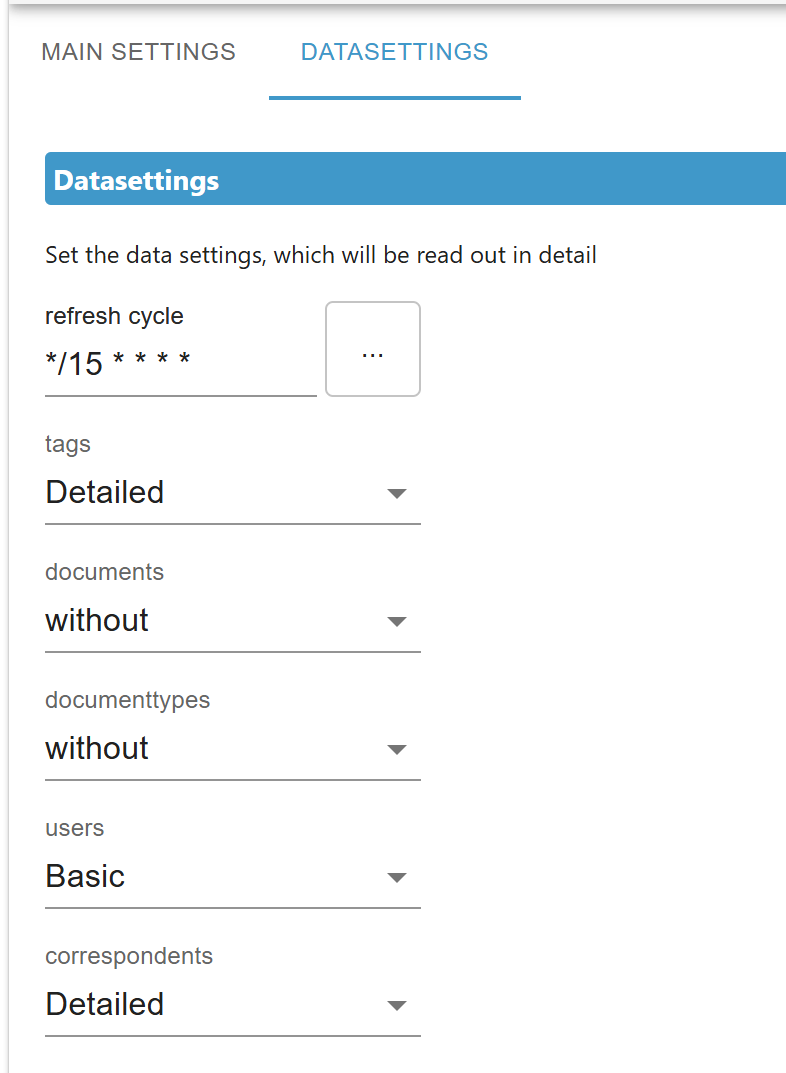 MAIN SETTINGS DATASETTINGS
Datasettings
Set the data settings, which will be read out in detail
refresh cycle
*/15 * * * *
...
tags
Detailed
documents
without
documenttypes
without
users
Basic
correspondents
Detailed